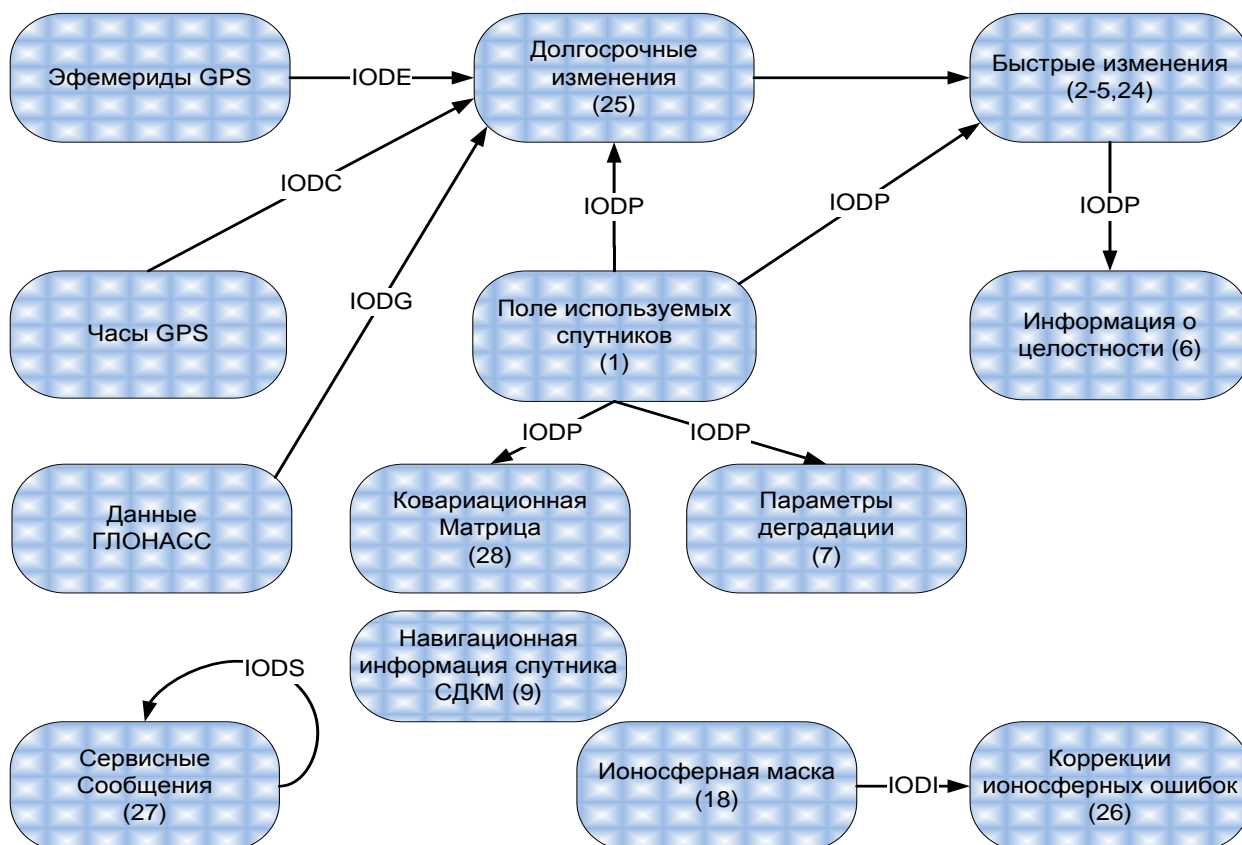 Эфемериды GPS
IODE
Долгосрочные
изменения
(25)
Быстрые изменения
(2-5,24)
IODC
IODP
IODP
IODP
Часы GPS
IODG
Поле используемых
спутников
(1)
Информация о
целостности (6)
IODP
IODP
Данные
ГЛОНАСС
Ковариационная
Матрица
(28)
Параметры
деградации
(7)
Навигационная
информация спутника
СДКМ (9)
IODS
Сервисные
Сообщения
(27)
Ионосферная маска
(18)
IODI
Коррекции
ионосферных ошибок
(26)